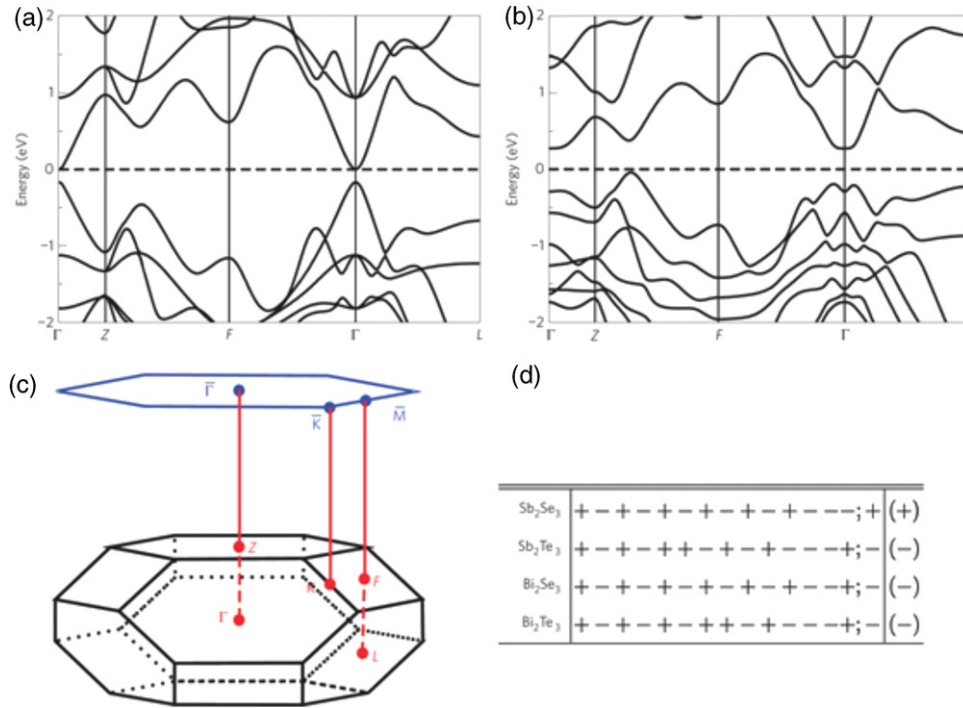 (a)
(b)
2
1
0
−1
−2
Energy (eV)
Γ Z F Γ L
2
1
0
−1
−2
Energy (eV)
Γ Z F Γ
(c)
(d)
Γ̅
K̅
M̅
Z
F
Γ
L
Sb₂Se₃ + − + − + − + − + − + − − − ; + (+)
Sb₂Te₃ + − + − + + − + − + − − − + ; − (−)
Bi₂Se₃ + − + − + − + − + − + − − + ; − (−)
Bi₂Te₃ + − + − + − + + − + − − − + ; − (−)